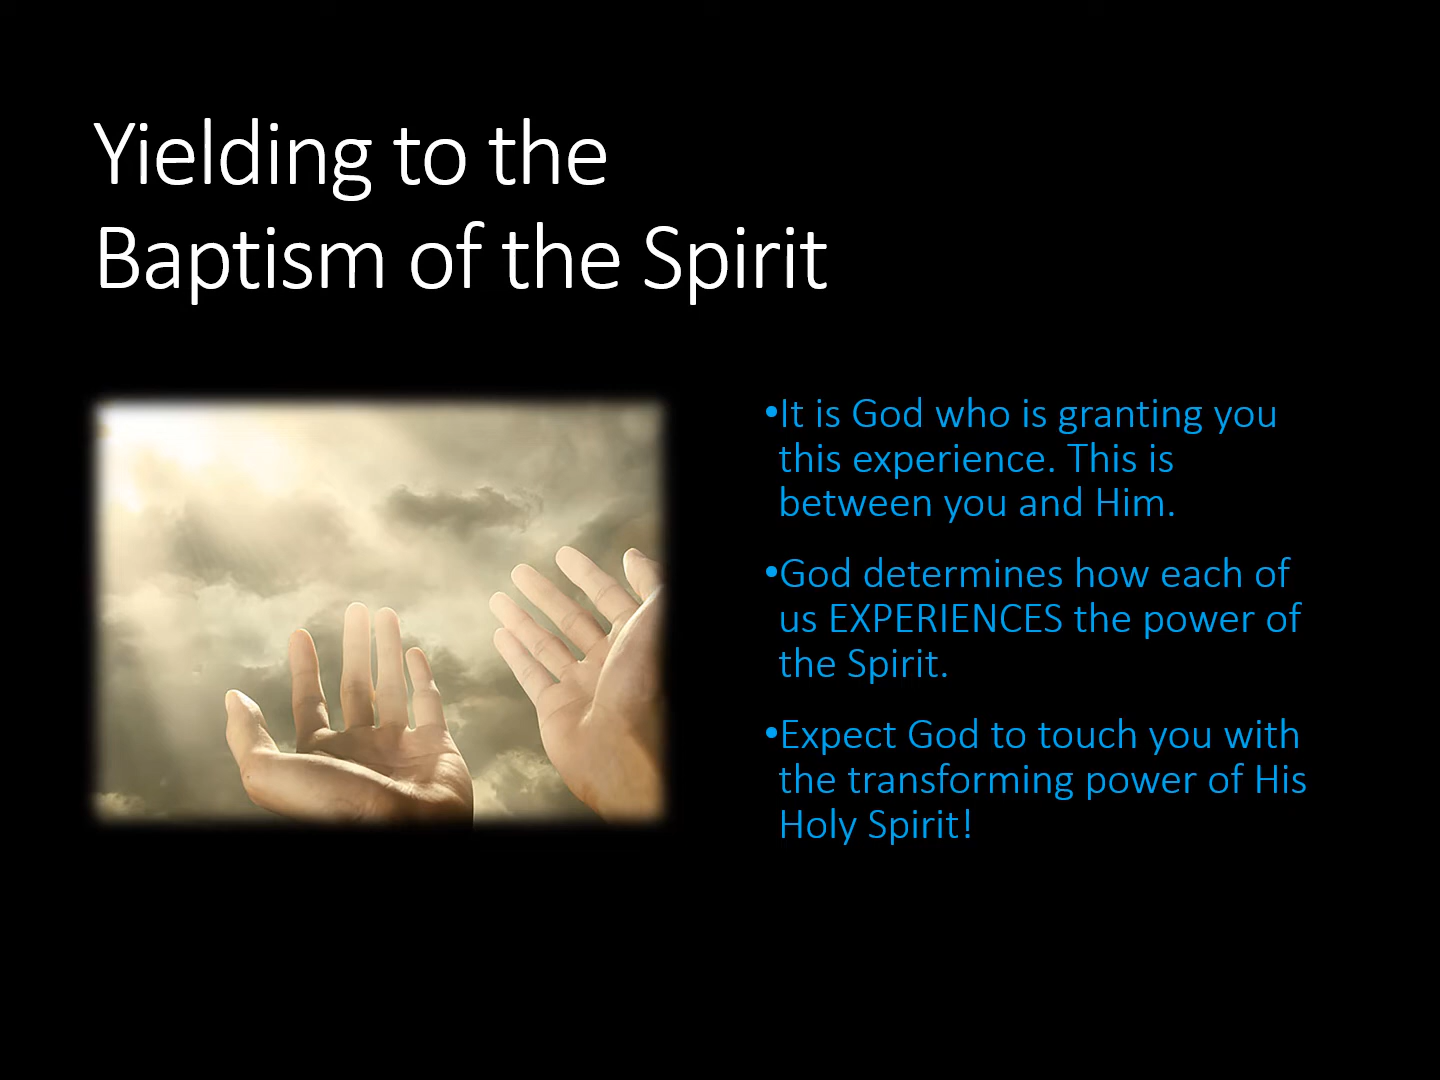 Yielding to the
Baptism of the Spirit
•It is God who is granting you
this experience. This is
between you and Him.
•God determines how each of
us EXPERIENCES the power of
the Spirit.
•Expect God to touch you with
the transforming power of His
Holy Spirit!